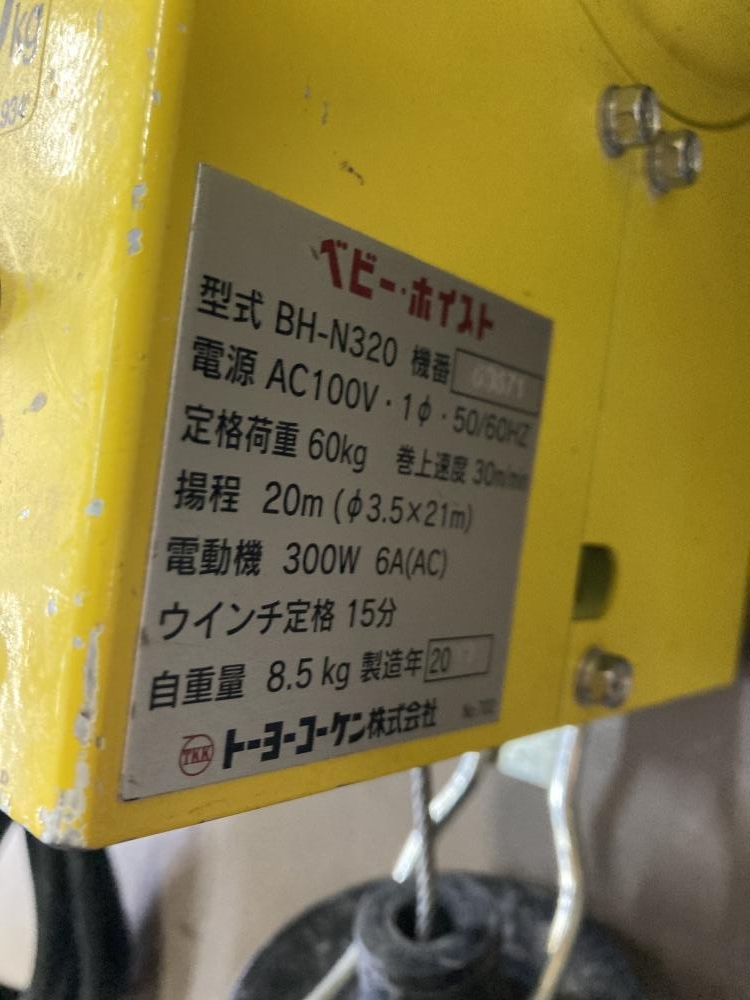 kg
ベビー・ホイスト
型式 BH-N320 機番
電源 AC100V・1φ・50/60HZ
定格荷重 60kg 巻上速度 30m/min
揚程 20m (φ3.5×21m)
電動機 300W 6A(AC)
ウインチ定格 15分
自重量 8.5kg 製造年 20
TKK トーヨーコーケン株式会社